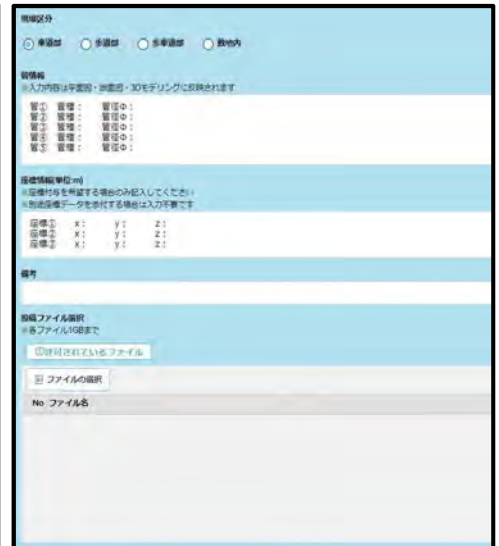 現場区分
車道部 歩道部 歩車道部 敷地内
管情報
※入力内容は平面図・断面図・3Dモデリングに反映されます
管① 管種： 管径Φ：
管② 管種： 管径Φ：
管③ 管種： 管径Φ：
管④ 管種： 管径Φ：
管⑤ 管種： 管径Φ：
座標情報(単位:m)
※座標付与を希望する場合のみ記入してください
※別途座標データを添付する場合は入力不要です
座標① x： y： z：
座標② x： y： z：
座標③ x： y： z：
備考
投稿ファイル選択
※各ファイル1GBまで
許可されているファイル
ファイルの選択
No ファイル名